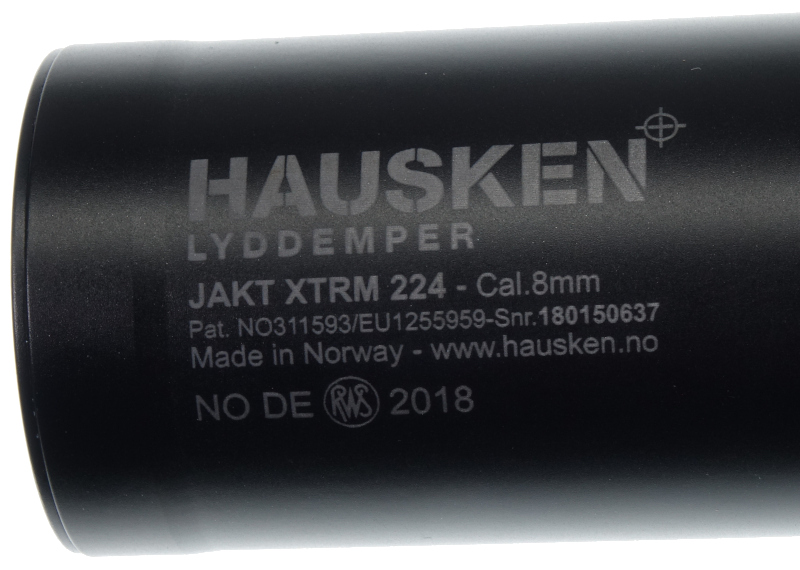 HAUSKEN
LYDDEMPER
JAKT XTRM 224 - Cal.8mm
Pat. NO311593/EU1255959-Snr.180150637
Made in Norway - www.hausken.no
NO DE RWS 2018